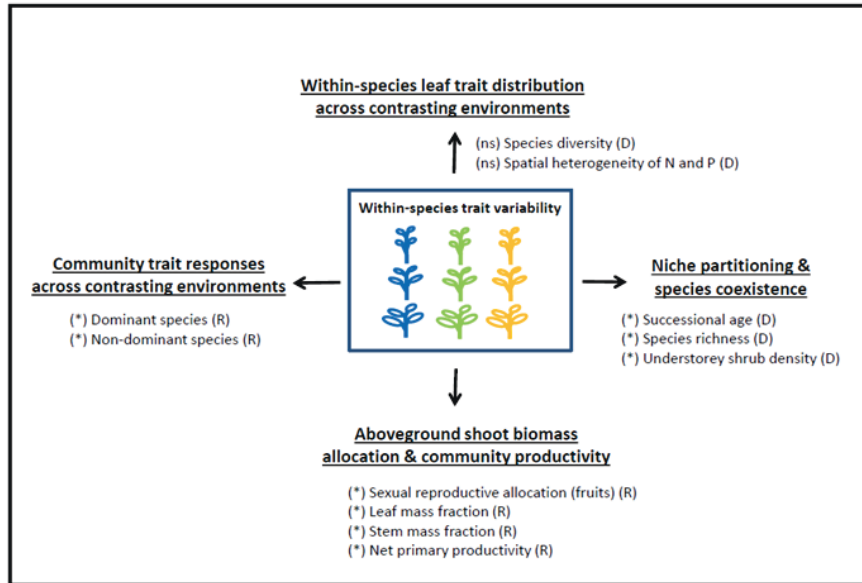 Within-species leaf trait distribution
across contrasting environments
(ns) Species diversity (D)
(ns) Spatial heterogeneity of N and P (D)
Within-species trait variability
Community trait responses
across contrasting environments
(*) Dominant species (R)
(*) Non-dominant species (R)
Niche partitioning &
species coexistence
(*) Successional age (D)
(*) Species richness (D)
(*) Understorey shrub density (D)
Aboveground shoot biomass
allocation & community productivity
(*) Sexual reproductive allocation (fruits) (R)
(*) Leaf mass fraction (R)
(*) Stem mass fraction (R)
(*) Net primary productivity (R)